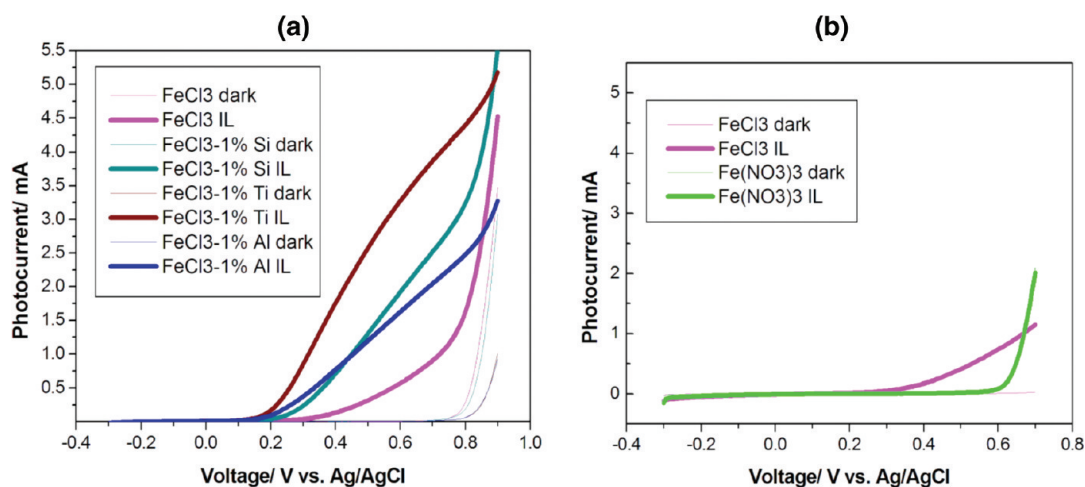 (a)
5.5
5.0
4.5
4.0
3.5
3.0
2.5
2.0
1.5
1.0
0.5
Photocurrent/ mA
FeCl3 dark
FeCl3 IL
FeCl3-1% Si dark
FeCl3-1% Si IL
FeCl3-1% Ti dark
FeCl3-1% Ti IL
FeCl3-1% Al dark
FeCl3-1% Al IL
-0.4 -0.2 0.0 0.2 0.4 0.6 0.8 1.0
Voltage/ V vs. Ag/AgCl
(b)
5
4
3
2
1
0
Photocurrent/ mA
FeCl3 dark
FeCl3 IL
Fe(NO3)3 dark
Fe(NO3)3 IL
-0.4 -0.2 0.0 0.2 0.4 0.6 0.8
Voltage/ V vs. Ag/AgCl